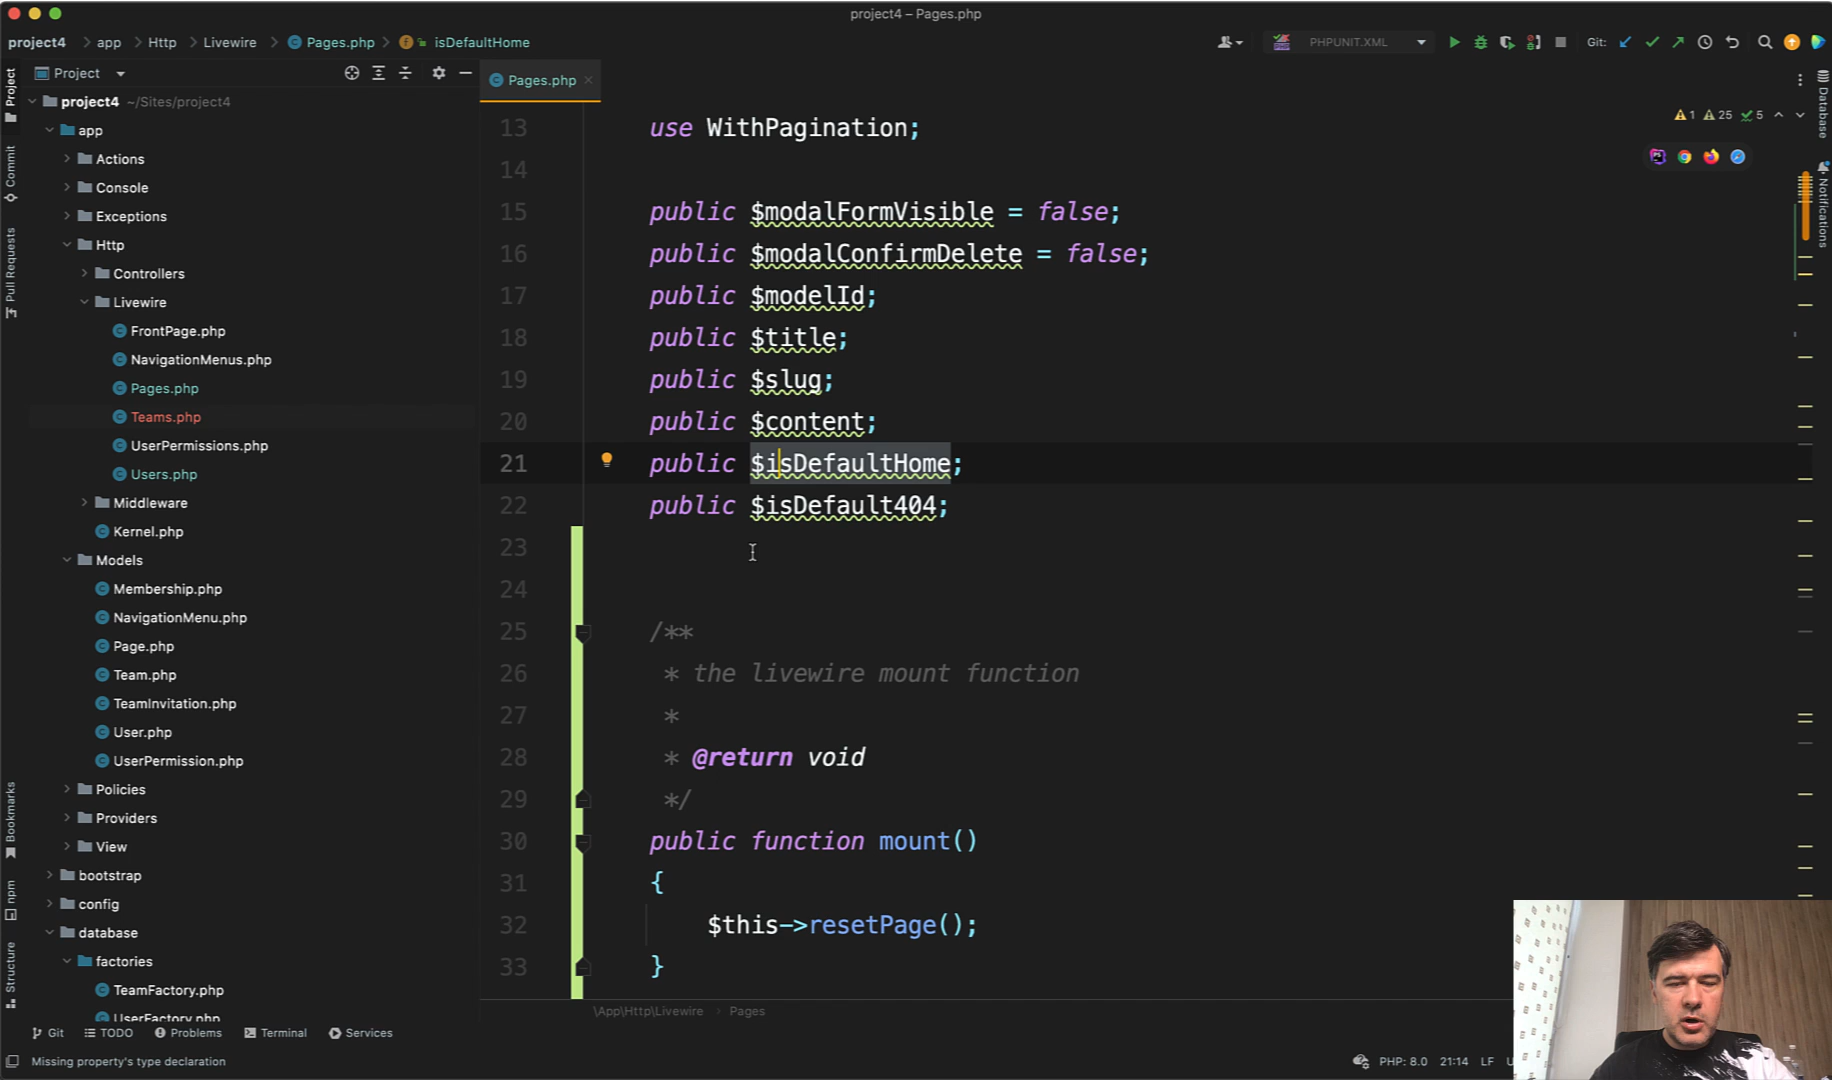 project4 – Pages.php
project4 > app > Http > Livewire > Pages.php > isDefaultHome
PHPUNIT.XML
Git:
Project
Pages.php
project4 ~/Sites/project4
app
Actions
Console
Exceptions
Http
Controllers
Livewire
FrontPage.php
NavigationMenus.php
Pages.php
Teams.php
UserPermissions.php
Users.php
Middleware
Kernel.php
Models
Membership.php
NavigationMenu.php
Page.php
Team.php
TeamInvitation.php
User.php
UserPermission.php
Policies
Providers
View
bootstrap
config
database
factories
TeamFactory.php
UserFactory.php
Project
Commit
Pull Requests
Bookmarks
npm
Structure
1 25 5
13 use WithPagination;
14
15 public $modalFormVisible = false;
16 public $modalConfirmDelete = false;
17 public $modelId;
18 public $title;
19 public $slug;
20 public $content;
21 public $isDefaultHome;
22 public $isDefault404;
23
24
25 /**
26 * the livewire mount function
27 *
28 * @return void
29 */
30 public function mount()
31 {
32 $this->resetPage();
33 }
Database
Notifications
\App\Http\Livewire > Pages
Git TODO Problems Terminal Services
Missing property's type declaration
PHP: 8.0 21:14 LF